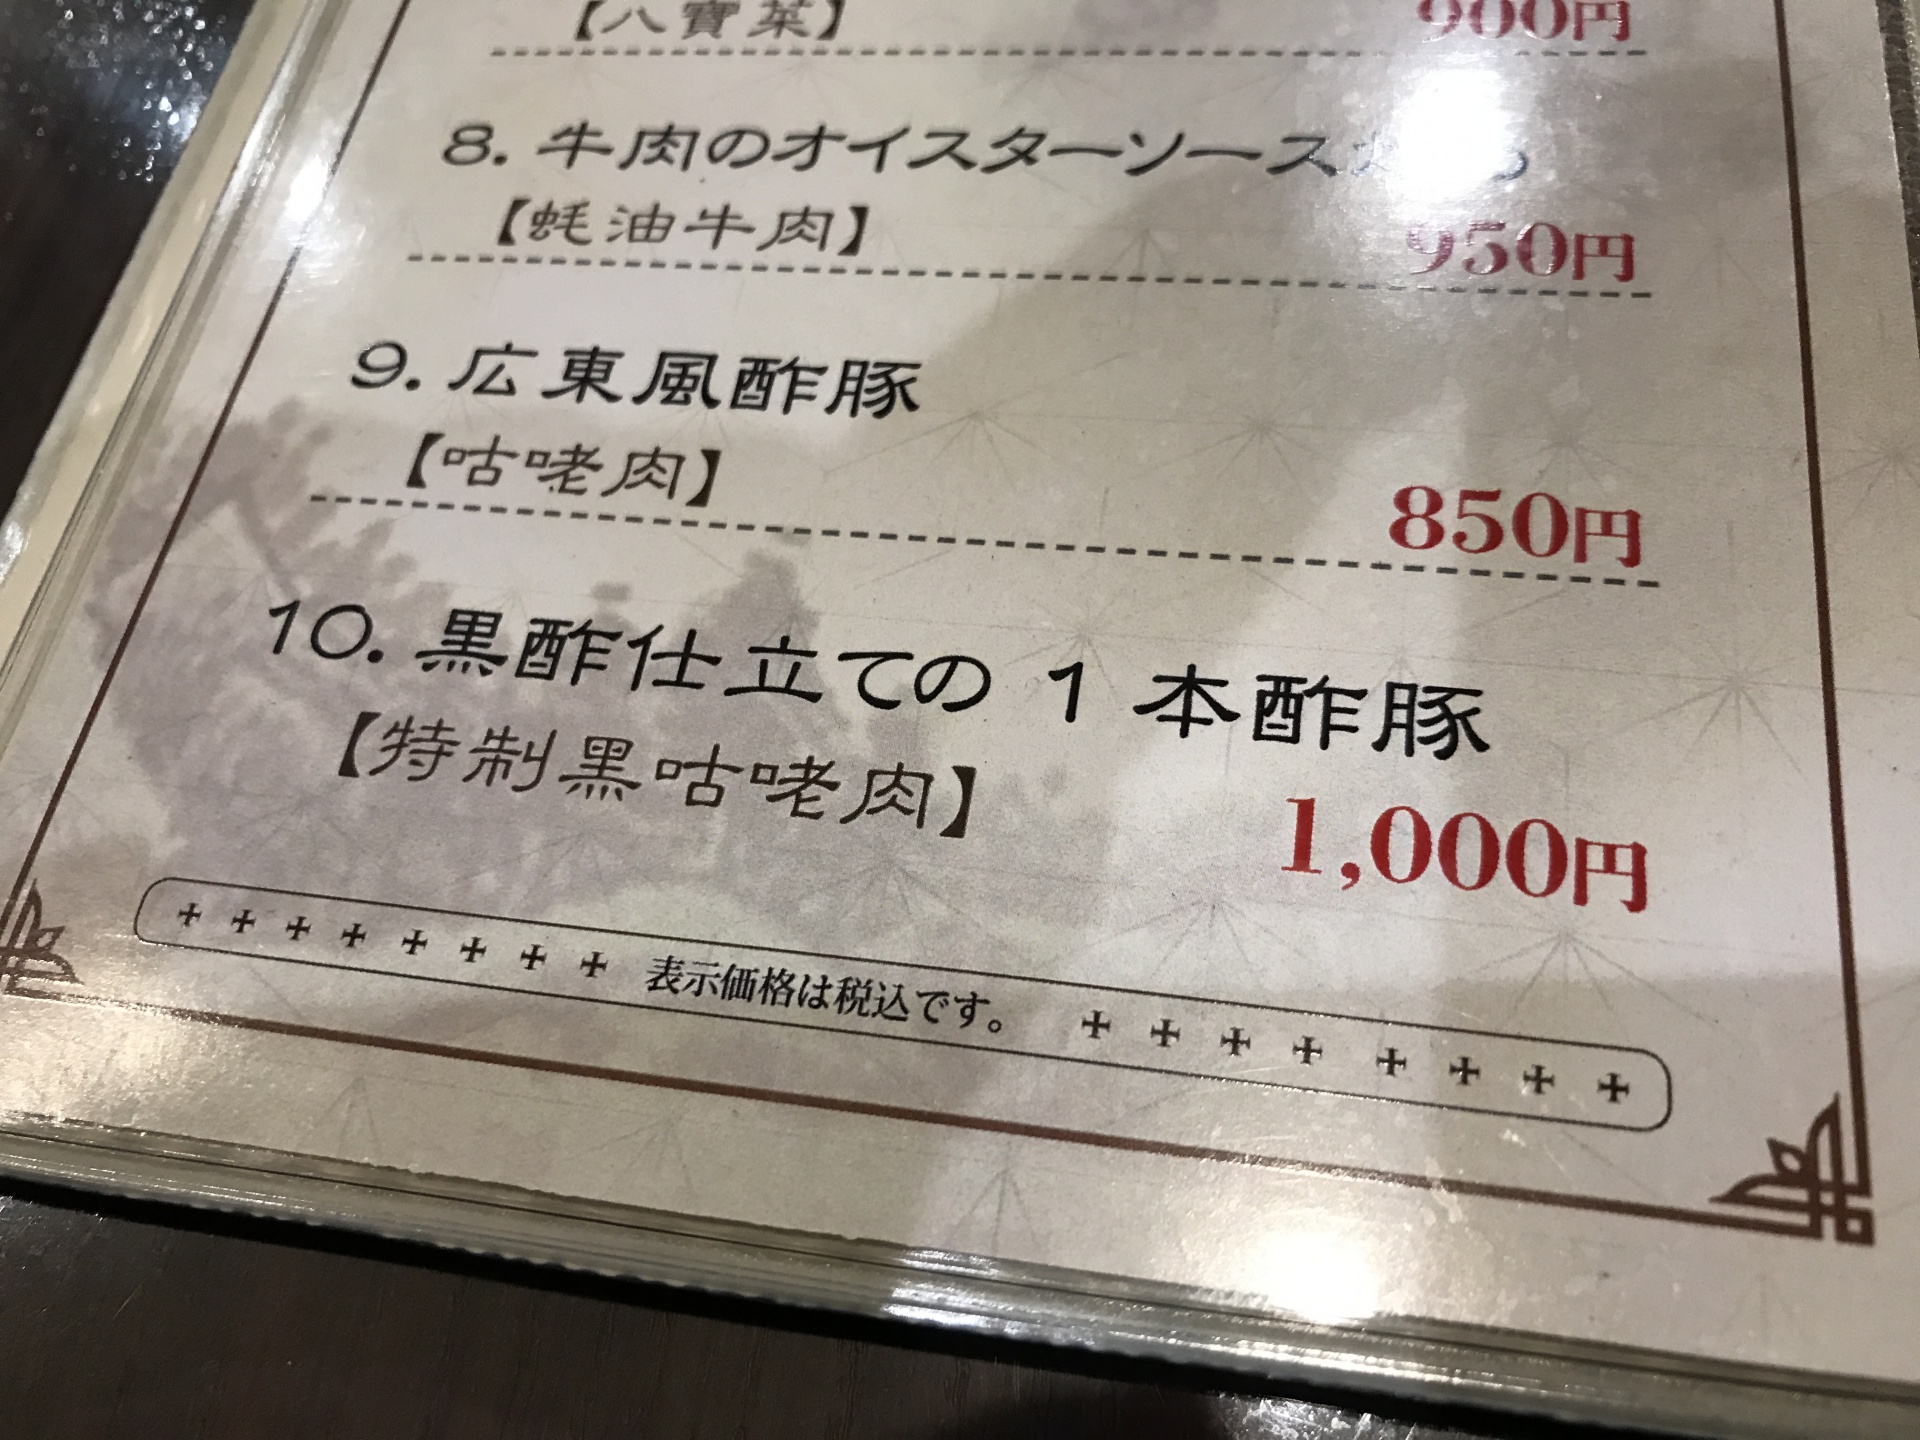 【八寶菜】
900円
8. 牛肉のオイスターソース
【蚝油牛肉】
950円
9. 広東風酢豚
【咕咾肉】
850円
10. 黒酢仕立ての 1 本酢豚
【特制黑咕咾肉】
1,000円
表示価格は税込です。